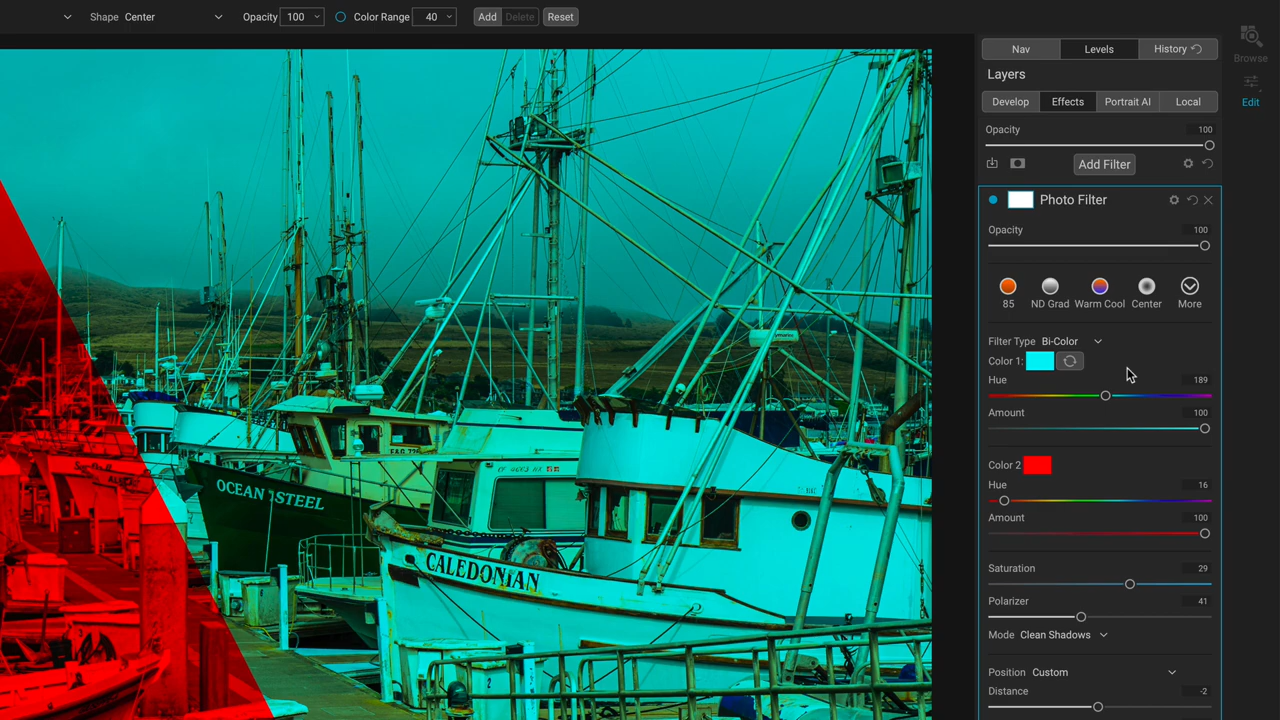 Shape Center Opacity 100 Color Range 40 Add Delete Reset
Nav Levels History
Browse
Layers
Edit
Develop Effects Portrait AI Local
Opacity 100
Add Filter
Photo Filter
Opacity 100
85 ND Grad Warm Cool Center More
Filter Type Bi-Color
Color 1:
Hue 189
Amount 100
Color 2
Hue 16
Amount 100
Saturation 29
Polarizer 41
Mode Clean Shadows
Position Custom
Distance -2
OCEAN STEEL
CALEDONIAN
2